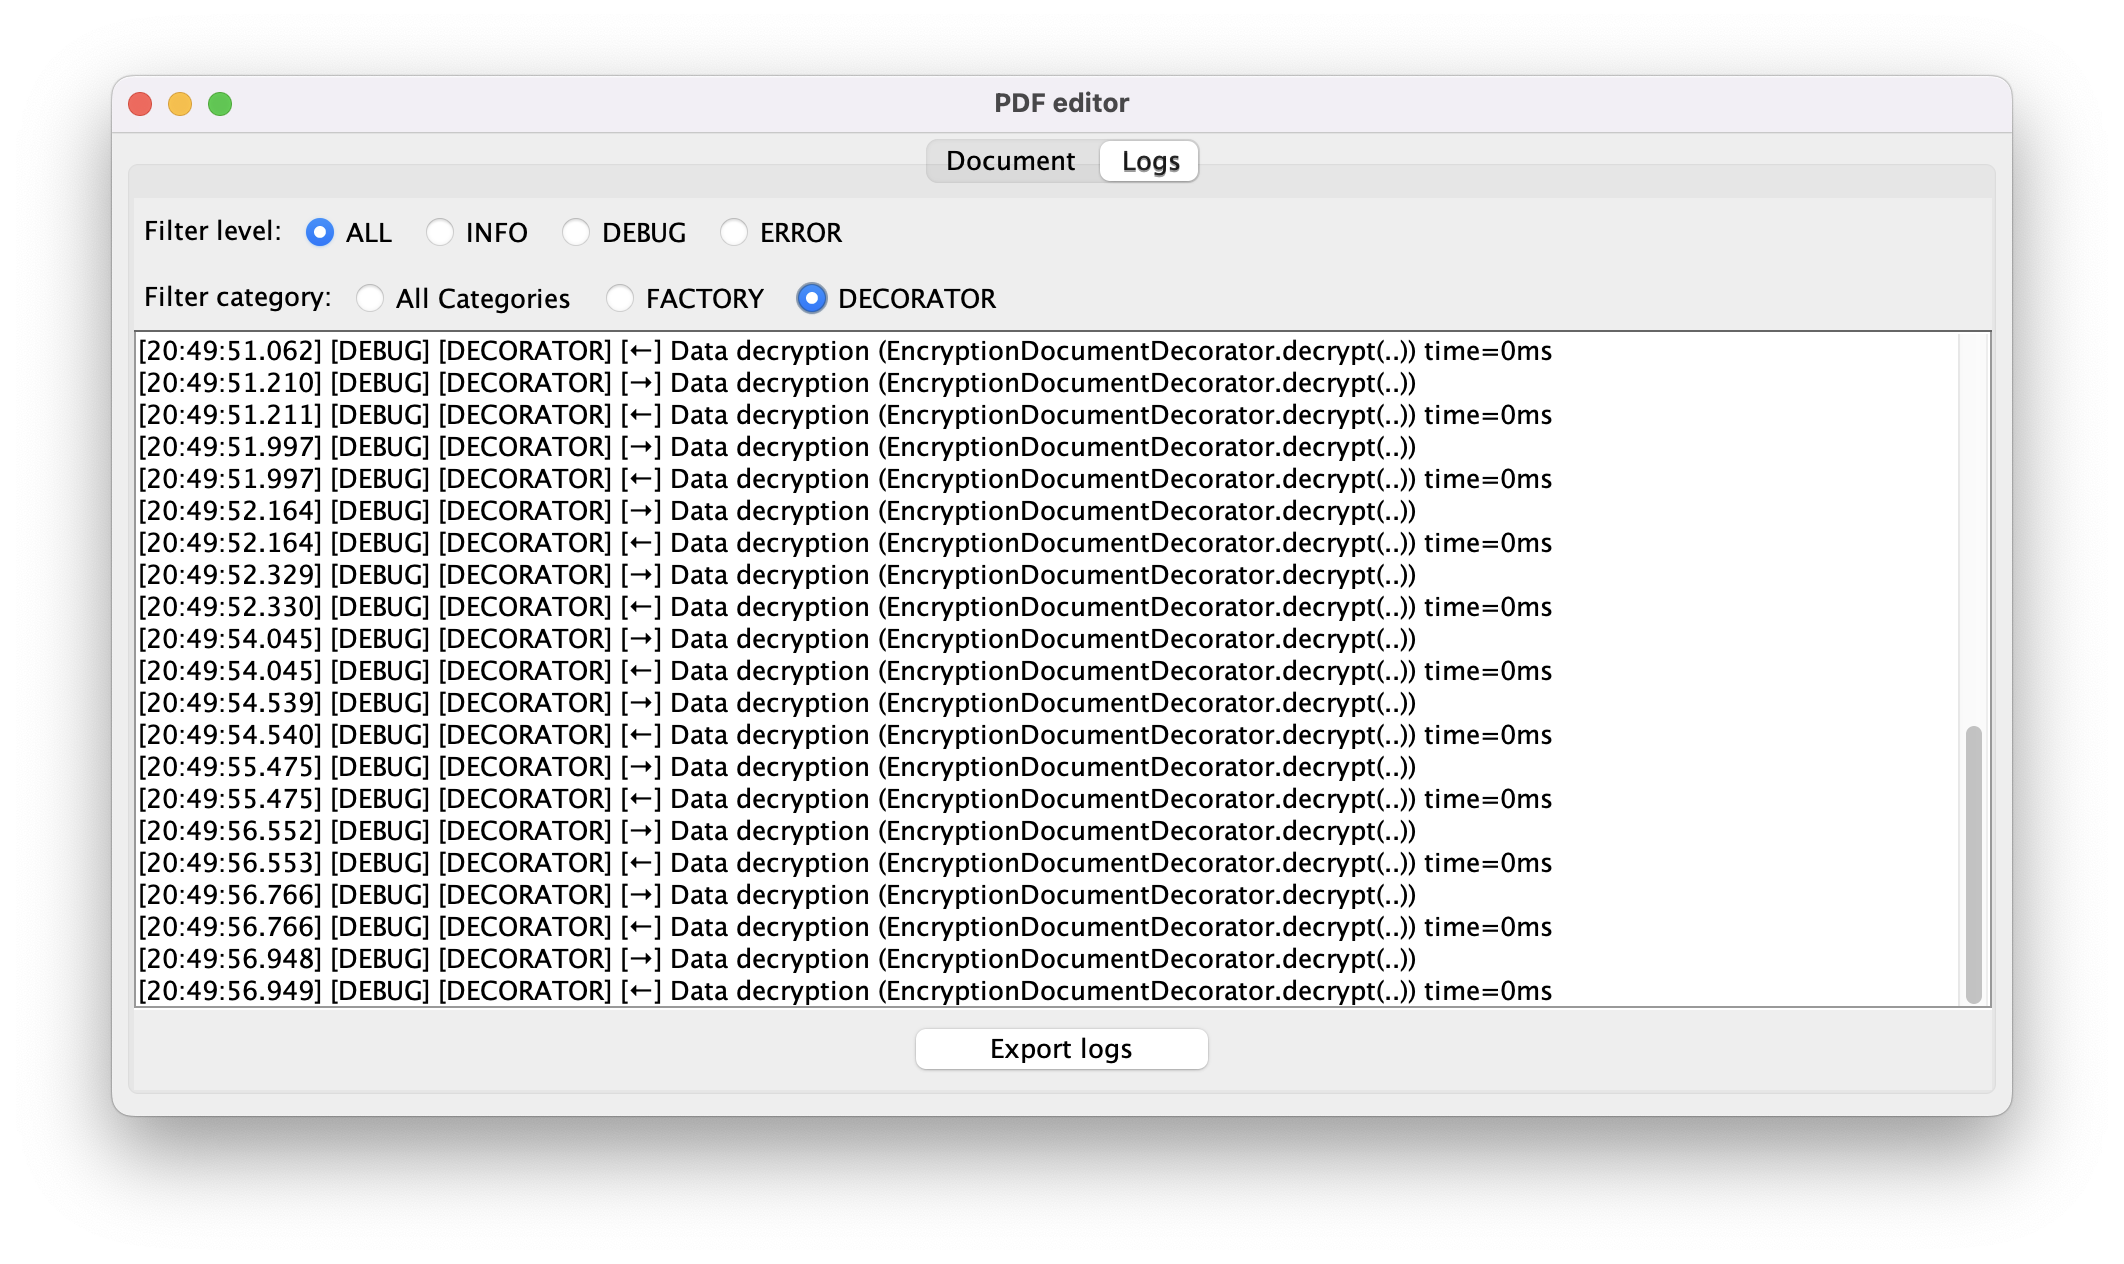 PDF editor
Document Logs
Filter level: ALL INFO DEBUG ERROR
Filter category: All Categories FACTORY DECORATOR
[20:49:51.062] [DEBUG] [DECORATOR] [←] Data decryption (EncryptionDocumentDecorator.decrypt(..)) time=0ms
[20:49:51.210] [DEBUG] [DECORATOR] [→] Data decryption (EncryptionDocumentDecorator.decrypt(..))
[20:49:51.211] [DEBUG] [DECORATOR] [←] Data decryption (EncryptionDocumentDecorator.decrypt(..)) time=0ms
[20:49:51.997] [DEBUG] [DECORATOR] [→] Data decryption (EncryptionDocumentDecorator.decrypt(..))
[20:49:51.997] [DEBUG] [DECORATOR] [←] Data decryption (EncryptionDocumentDecorator.decrypt(..)) time=0ms
[20:49:52.164] [DEBUG] [DECORATOR] [→] Data decryption (EncryptionDocumentDecorator.decrypt(..))
[20:49:52.164] [DEBUG] [DECORATOR] [←] Data decryption (EncryptionDocumentDecorator.decrypt(..)) time=0ms
[20:49:52.329] [DEBUG] [DECORATOR] [→] Data decryption (EncryptionDocumentDecorator.decrypt(..))
[20:49:52.330] [DEBUG] [DECORATOR] [←] Data decryption (EncryptionDocumentDecorator.decrypt(..)) time=0ms
[20:49:54.045] [DEBUG] [DECORATOR] [→] Data decryption (EncryptionDocumentDecorator.decrypt(..))
[20:49:54.045] [DEBUG] [DECORATOR] [←] Data decryption (EncryptionDocumentDecorator.decrypt(..)) time=0ms
[20:49:54.539] [DEBUG] [DECORATOR] [→] Data decryption (EncryptionDocumentDecorator.decrypt(..))
[20:49:54.540] [DEBUG] [DECORATOR] [←] Data decryption (EncryptionDocumentDecorator.decrypt(..)) time=0ms
[20:49:55.475] [DEBUG] [DECORATOR] [→] Data decryption (EncryptionDocumentDecorator.decrypt(..))
[20:49:55.475] [DEBUG] [DECORATOR] [←] Data decryption (EncryptionDocumentDecorator.decrypt(..)) time=0ms
[20:49:56.552] [DEBUG] [DECORATOR] [→] Data decryption (EncryptionDocumentDecorator.decrypt(..))
[20:49:56.553] [DEBUG] [DECORATOR] [←] Data decryption (EncryptionDocumentDecorator.decrypt(..)) time=0ms
[20:49:56.766] [DEBUG] [DECORATOR] [→] Data decryption (EncryptionDocumentDecorator.decrypt(..))
[20:49:56.766] [DEBUG] [DECORATOR] [←] Data decryption (EncryptionDocumentDecorator.decrypt(..)) time=0ms
[20:49:56.948] [DEBUG] [DECORATOR] [→] Data decryption (EncryptionDocumentDecorator.decrypt(..))
[20:49:56.949] [DEBUG] [DECORATOR] [←] Data decryption (EncryptionDocumentDecorator.decrypt(..)) time=0ms
Export logs